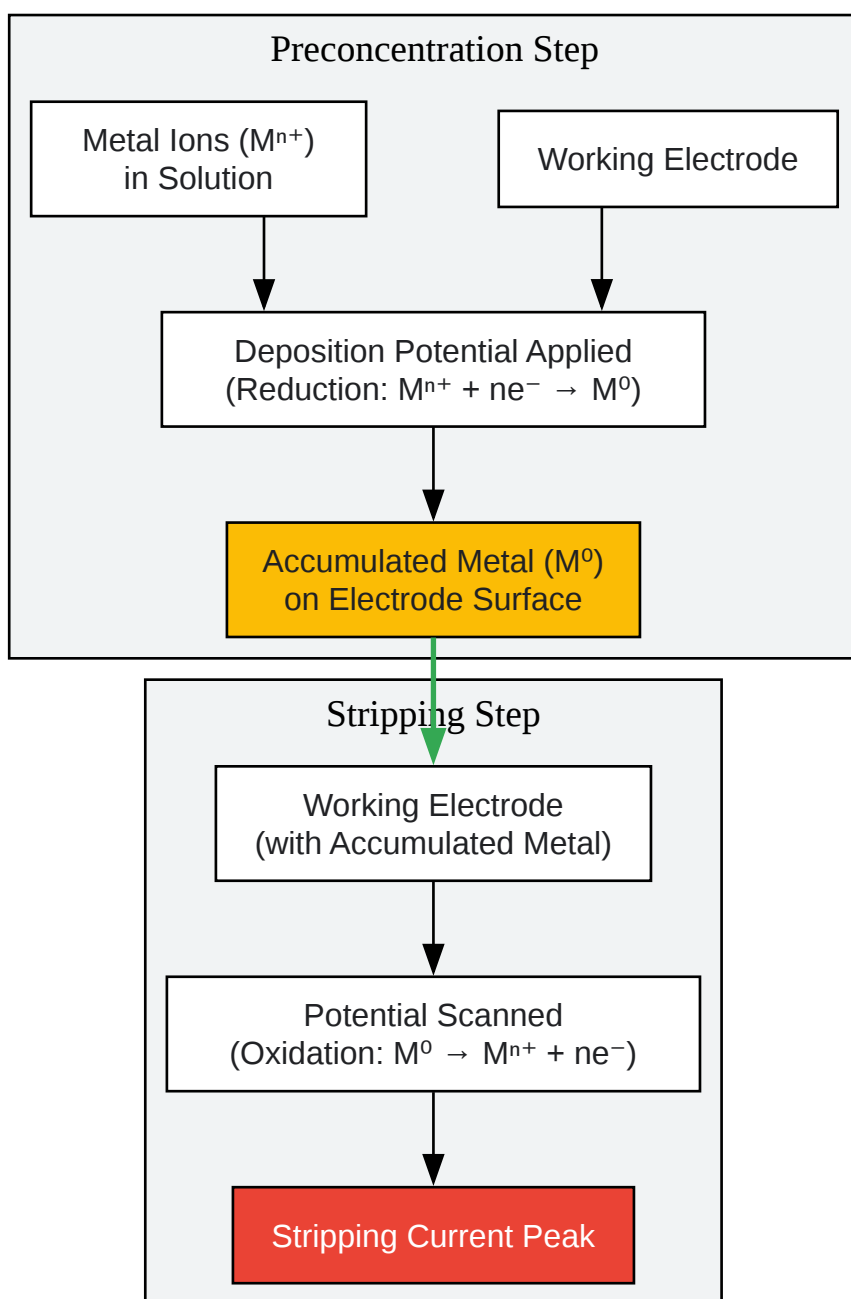 Preconcentration Step
Metal Ions (Mⁿ⁺)
in Solution
Working Electrode
Deposition Potential Applied
(Reduction: Mⁿ⁺ + ne⁻ → M⁰)
Accumulated Metal (M⁰)
on Electrode Surface
Stripping Step
Working Electrode
(with Accumulated Metal)
Potential Scanned
(Oxidation: M⁰ → Mⁿ⁺ + ne⁻)
Stripping Current Peak